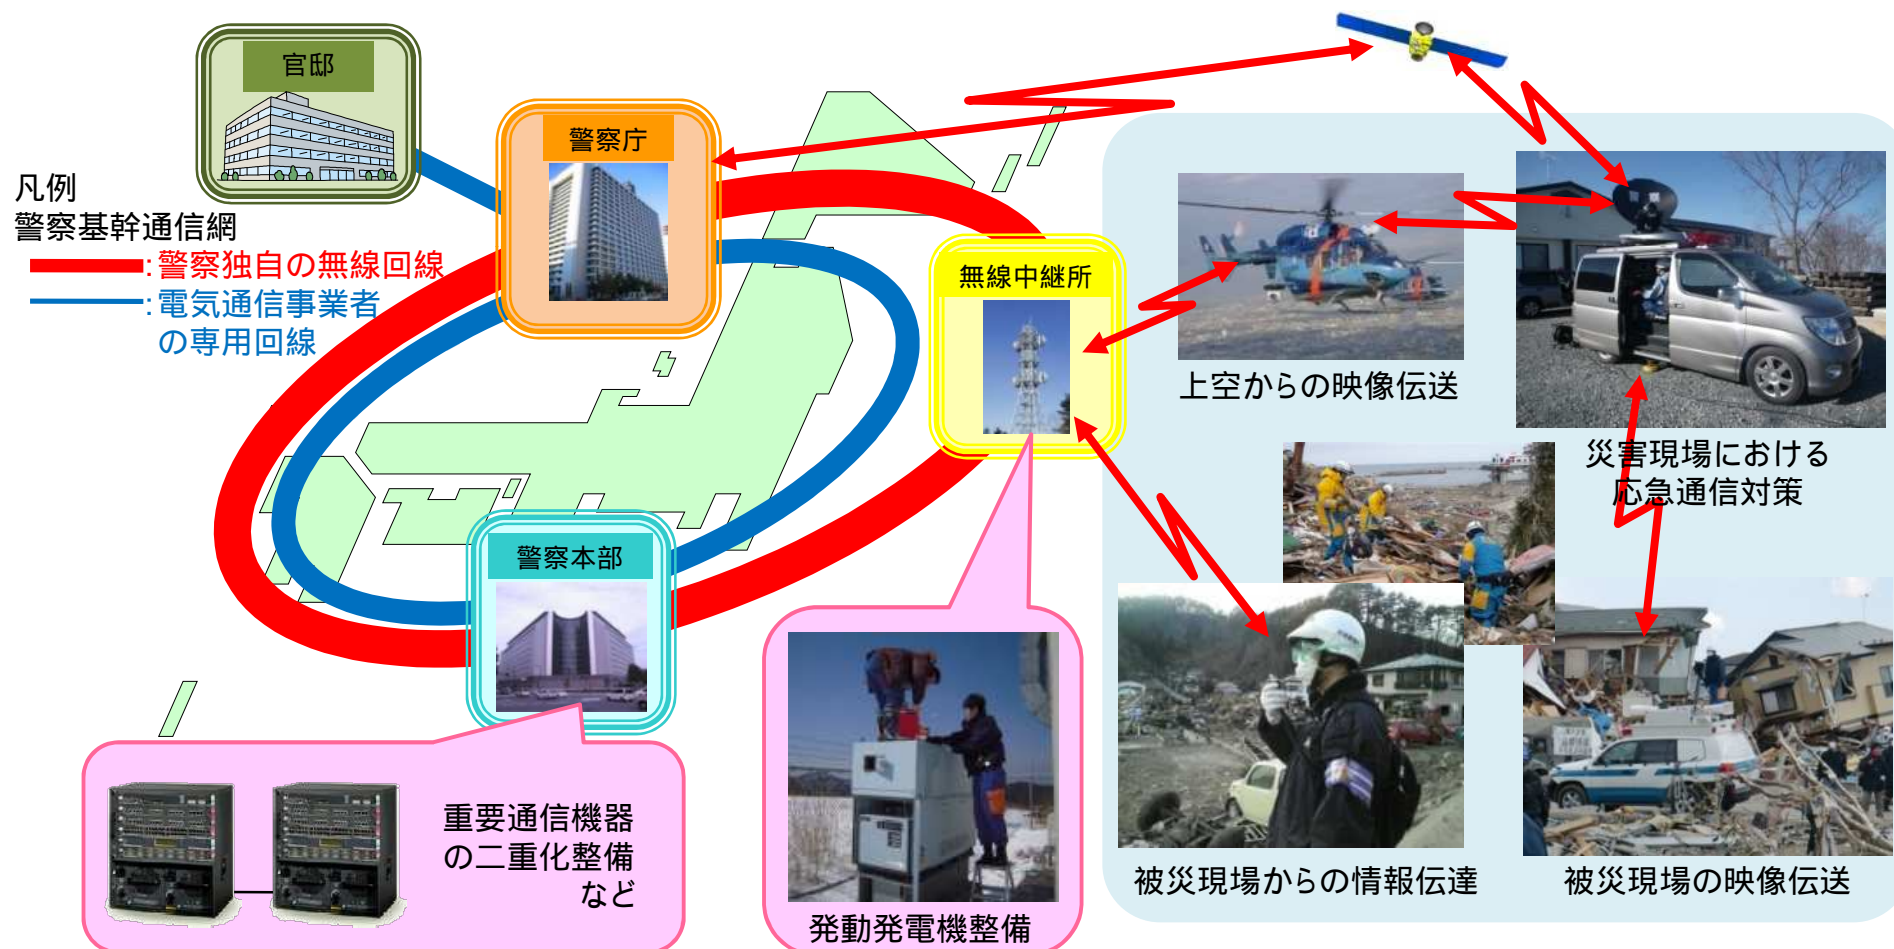 官邸
警察庁
凡例
警察基幹通信網
:警察独自の無線回線
:電気通信事業者
の専用回線
無線中継所
上空からの映像伝送
災害現場における
応急通信対策
警察本部
重要通信機器
の二重化整備
など
発動発電機整備
被災現場からの情報伝達
被災現場の映像伝送